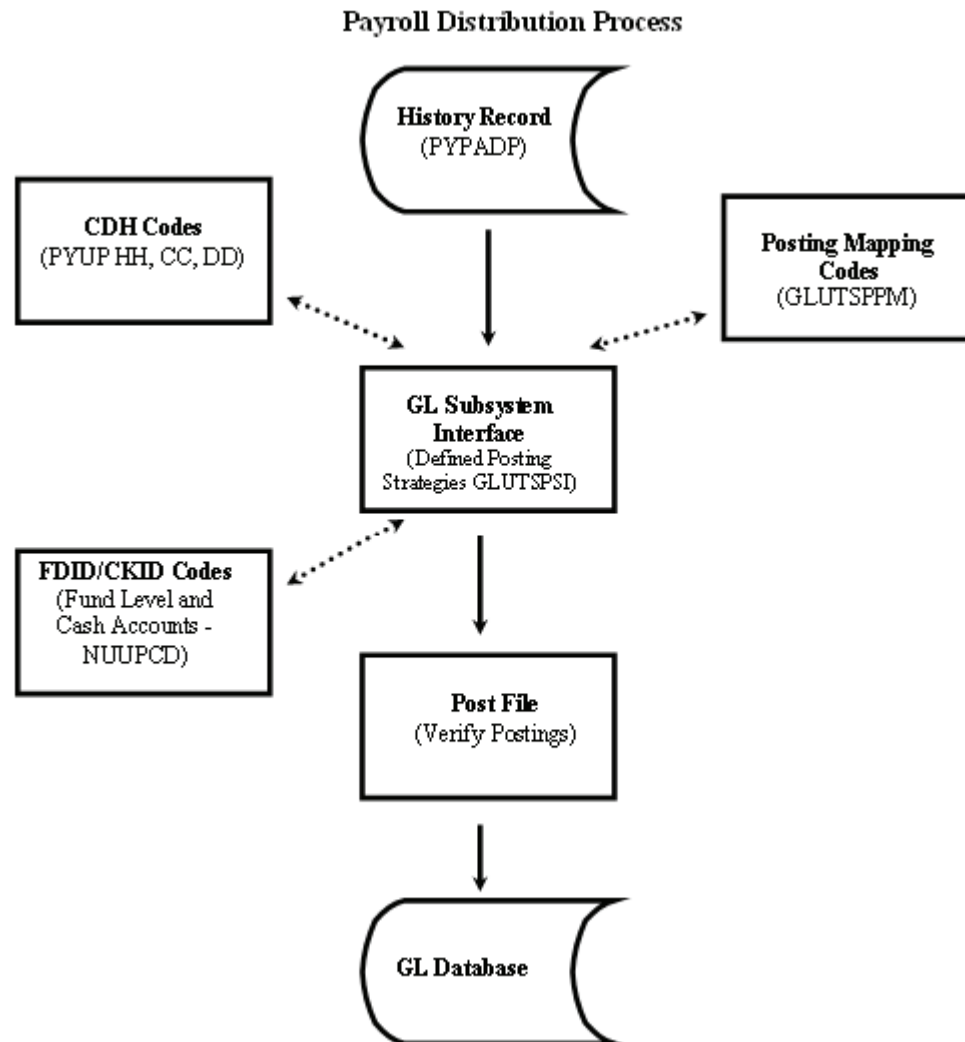 Payroll Distribution Process
History Record
(PYPADP)
CDH Codes
(PYUP HH, CC, DD)
Posting Mapping
Codes
(GLUTSPPM)
GL Subsystem
Interface
(Defined Posting
Strategies GLUTSPSI)
FDID/CKID Codes
(Fund Level and
Cash Accounts -
NUUPCD)
Post File
(Verify Postings)
GL Database